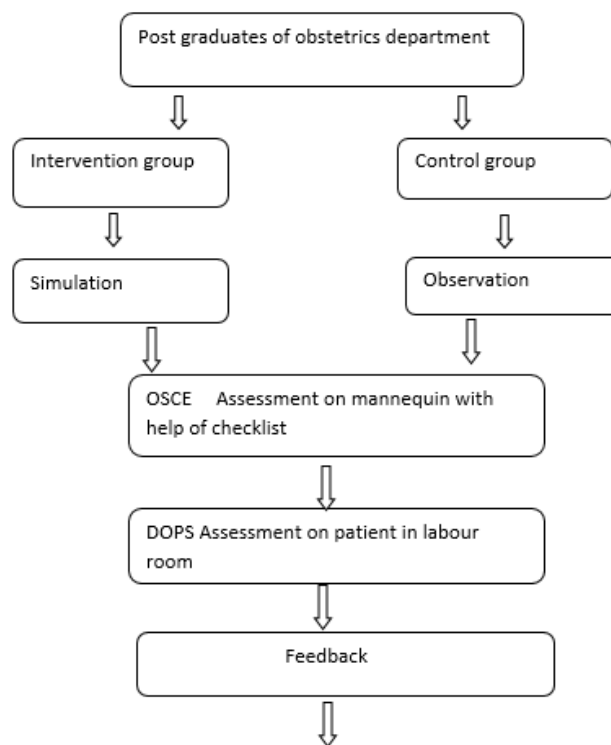 Post graduates of obstetrics department
Intervention group
Control group
Simulation
Observation
OSCE Assessment on mannequin with
help of checklist
DOPS Assessment on patient in labour
room
Feedback